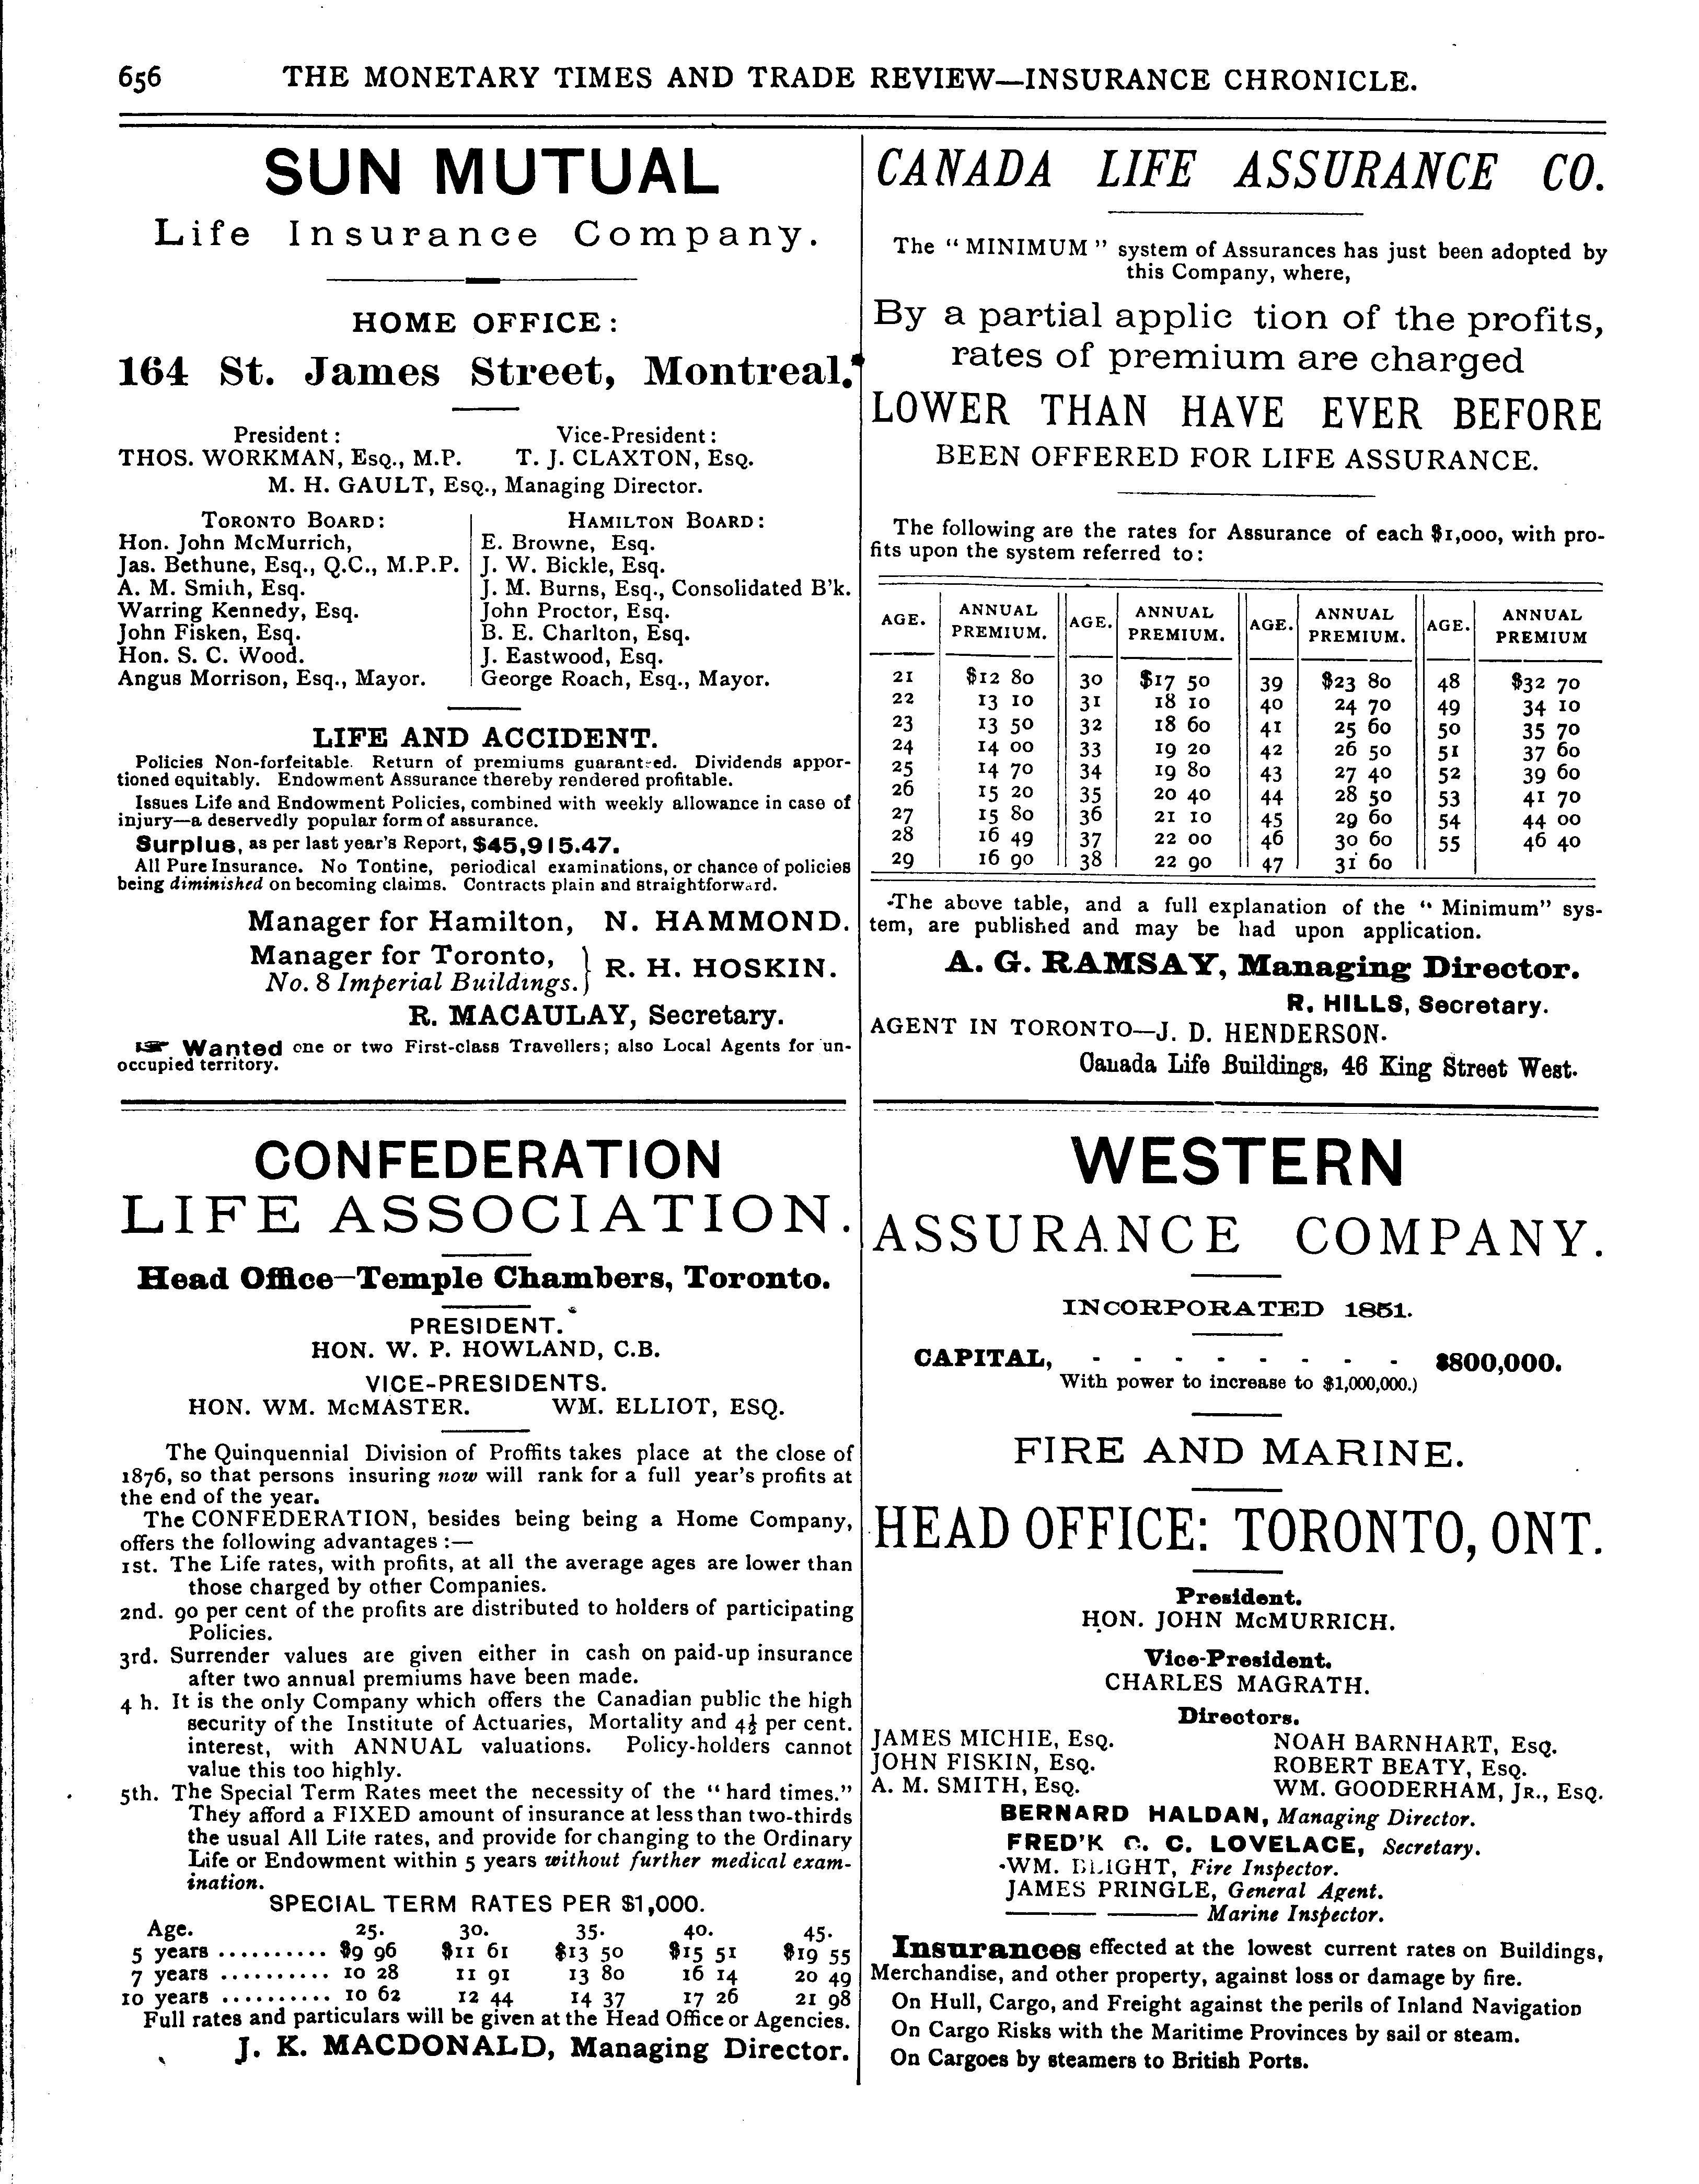 656 THE MONETARY TIMES AND TRADE REVIEW—INSURANCE CHRONICLE.
SUN MUTUAL
Life Insurance Company.
HOME OFFICE:
164 St. James Street, Montreal.
President: Vice-President:
THOS. WORKMAN, Esq., M.P. T. J. CLAXTON, Esq.
M. H. GAULT, Esq., Managing Director.
TORONTO BOARD:
Hon. John McMurrich,
Jas. Bethune, Esq., Q.C., M.P.P.
A. M. Smith, Esq.
Warring Kennedy, Esq.
John Fisken, Esq.
Hon. S. C. Wood.
Angus Morrison, Esq., Mayor.
HAMILTON BOARD:
E. Browne, Esq.
J. W. Bickle, Esq.
J. M. Burns, Esq., Consolidated B'k.
John Proctor, Esq.
B. E. Charlton, Esq.
J. Eastwood, Esq.
George Roach, Esq., Mayor.
LIFE AND ACCIDENT.
Policies Non-forfeitable. Return of premiums guaranteed. Dividends appor-
tioned equitably. Endowment Assurance thereby rendered profitable.
Issues Life and Endowment Policies, combined with weekly allowance in case of
injury—a deservedly popular form of assurance.
Surplus, as per last year's Report, $45,915.47.
All Pure Insurance. No Tontine, periodical examinations, or chance of policies
being diminished on becoming claims. Contracts plain and straightforward.
Manager for Hamilton, N. HAMMOND.
Manager for Toronto,
No. 8 Imperial Buildings. } R. H. HOSKIN.
R. MACAULAY, Secretary.
☞ Wanted one or two First-class Travellers; also Local Agents for un-
occupied territory.
CANADA LIFE ASSURANCE CO.
The "MINIMUM" system of Assurances has just been adopted by
this Company, where,
By a partial applic tion of the profits,
rates of premium are charged
LOWER THAN HAVE EVER BEFORE
BEEN OFFERED FOR LIFE ASSURANCE.
The following are the rates for Assurance of each $1,000, with pro-
fits upon the system referred to:
AGE. ANNUAL PREMIUM. AGE. ANNUAL PREMIUM. AGE. ANNUAL PREMIUM. AGE. ANNUAL PREMIUM
21 $12 80 30 $17 50 39 $23 80 48 $32 70
22 13 10 31 18 10 40 24 70 49 34 10
23 13 50 32 18 60 41 25 60 50 35 70
24 14 00 33 19 20 42 26 50 51 37 60
25 14 70 34 19 80 43 27 40 52 39 60
26 15 20 35 20 40 44 28 50 53 41 70
27 15 80 36 21 10 45 29 60 54 44 00
28 16 49 37 22 00 46 30 60 55 46 40
29 16 90 38 22 90 47 31 60
The above table, and a full explanation of the "Minimum" sys-
tem, are published and may be had upon application.
A. G. RAMSAY, Managing Director.
R. HILLS, Secretary.
AGENT IN TORONTO—J. D. HENDERSON.
Canada Life Buildings, 46 King Street West.
CONFEDERATION
LIFE ASSOCIATION.
Head Office—Temple Chambers, Toronto.
PRESIDENT.
HON. W. P. HOWLAND, C.B.
VICE-PRESIDENTS.
HON. WM. McMASTER. WM. ELLIOT, ESQ.
The Quinquennial Division of Proffits takes place at the close of
1876, so that persons insuring now will rank for a full year's profits at
the end of the year.
The CONFEDERATION, besides being being a Home Company,
offers the following advantages:—
1st. The Life rates, with profits, at all the average ages are lower than
those charged by other Companies.
2nd. 90 per cent of the profits are distributed to holders of participating
Policies.
3rd. Surrender values are given either in cash on paid-up insurance
after two annual premiums have been made.
4 h. It is the only Company which offers the Canadian public the high
security of the Institute of Actuaries, Mortality and 4½ per cent.
interest, with ANNUAL valuations. Policy-holders cannot
value this too highly.
5th. The Special Term Rates meet the necessity of the "hard times."
They afford a FIXED amount of insurance at less than two-thirds
the usual All Life rates, and provide for changing to the Ordinary
Life or Endowment within 5 years without further medical exam-
ination.
SPECIAL TERM RATES PER $1,000.
Age. 25. 30. 35. 40. 45.
5 years .......... $9 96 $11 61 $13 50 $15 51 $19 55
7 years .......... 10 28 11 91 13 80 16 14 20 49
10 years .......... 10 62 12 44 14 37 17 26 21 98
Full rates and particulars will be given at the Head Office or Agencies.
J. K. MACDONALD, Managing Director.
WESTERN
ASSURANCE COMPANY.
INCORPORATED 1851.
CAPITAL, - - - - - - - - $800,000.
With power to increase to $1,000,000.)
FIRE AND MARINE.
HEAD OFFICE: TORONTO, ONT.
President.
HON. JOHN McMURRICH.
Vice-President.
CHARLES MAGRATH.
Directors.
JAMES MICHIE, Esq. NOAH BARNHART, Esq.
JOHN FISKIN, Esq. ROBERT BEATY, Esq.
A. M. SMITH, Esq. WM. GOODERHAM, Jr., Esq.
BERNARD HALDAN, Managing Director.
FRED'K G. C. LOVELACE, Secretary.
WM. BLIGHT, Fire Inspector.
JAMES PRINGLE, General Agent.
——— ——— Marine Inspector.
Insurances effected at the lowest current rates on Buildings,
Merchandise, and other property, against loss or damage by fire.
On Hull, Cargo, and Freight against the perils of Inland Navigation
On Cargo Risks with the Maritime Provinces by sail or steam.
On Cargoes by steamers to British Ports.